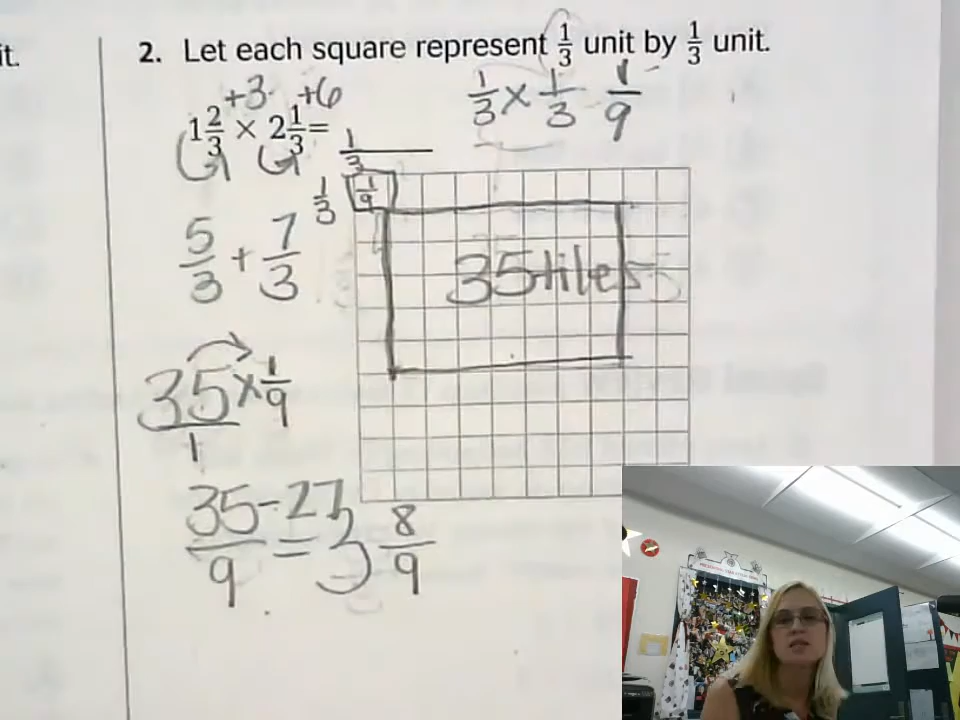 it.
2. Let each square represent 1/3 unit by 1/3 unit.
+3 +6
1 2/3 × 2 1/3 =
1/3 × 1/3 1/9
1/3
1/3 1/9
5/3 + 7/3
35 tiles
35/1 × 1/9
35-27/9 = 3 8/9